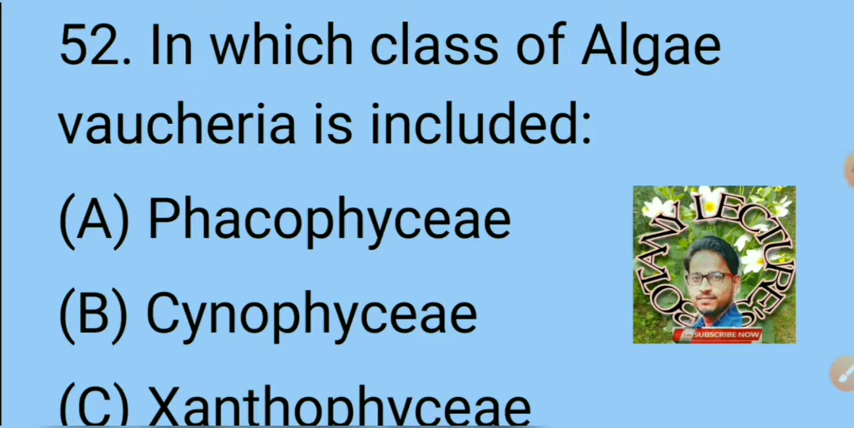 52. In which class of Algae
vaucheria is included:
(A) Phacophyceae
(B) Cynophyceae
(C) Xanthophyceae
BOTANY LECTURE'S
SUBSCRIBE NOW